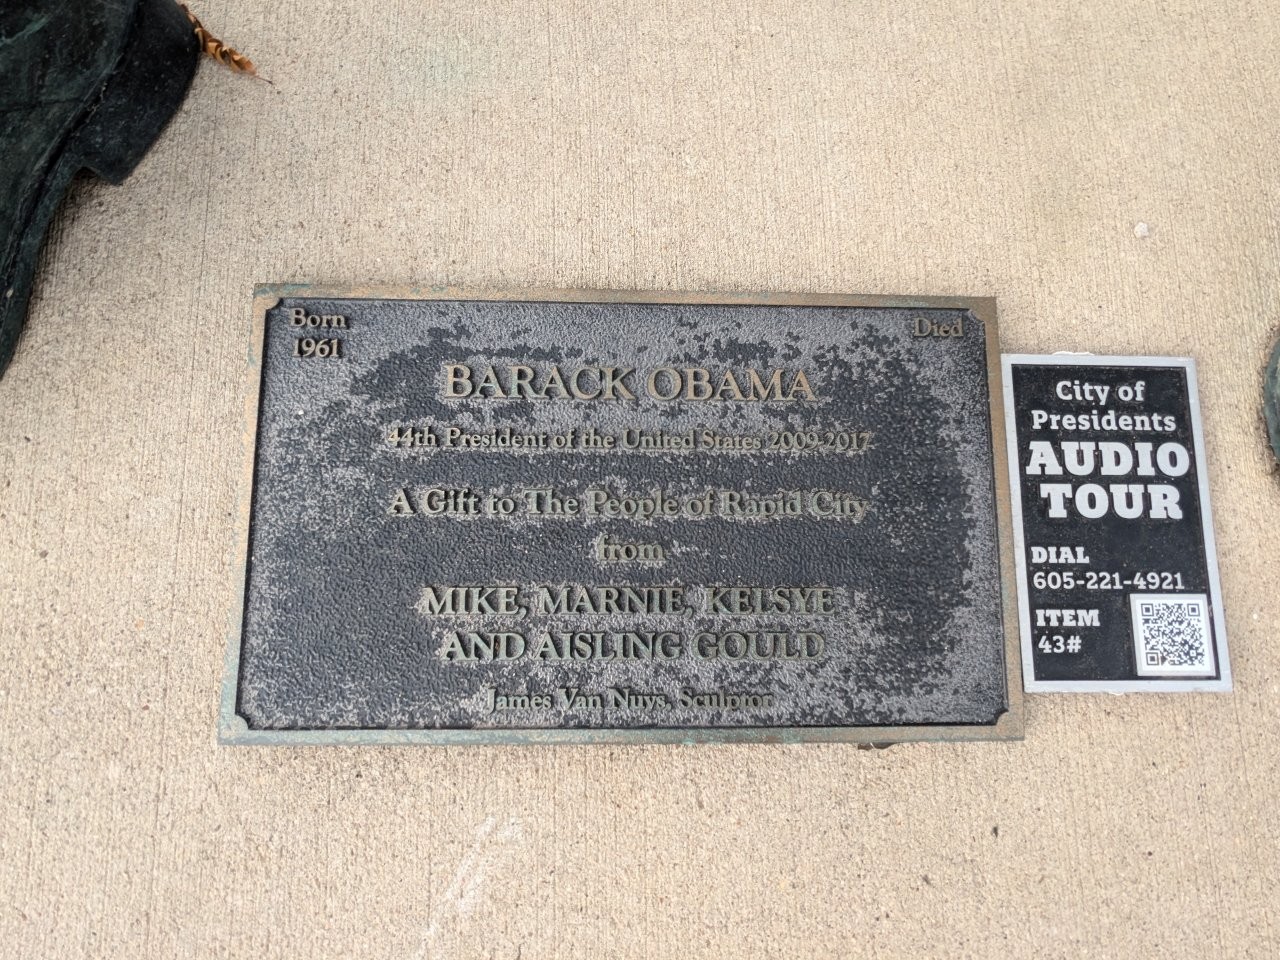 Born
1961
Died
BARACK OBAMA
44th President of the United States 2009-2017
A Gift to The People of Rapid City
from
MIKE, MARNIE, KELSYE
AND AISLING GOULD
James Van Nuys, Sculptor
City of
Presidents
AUDIO
TOUR
DIAL
605-221-4921
ITEM
43#